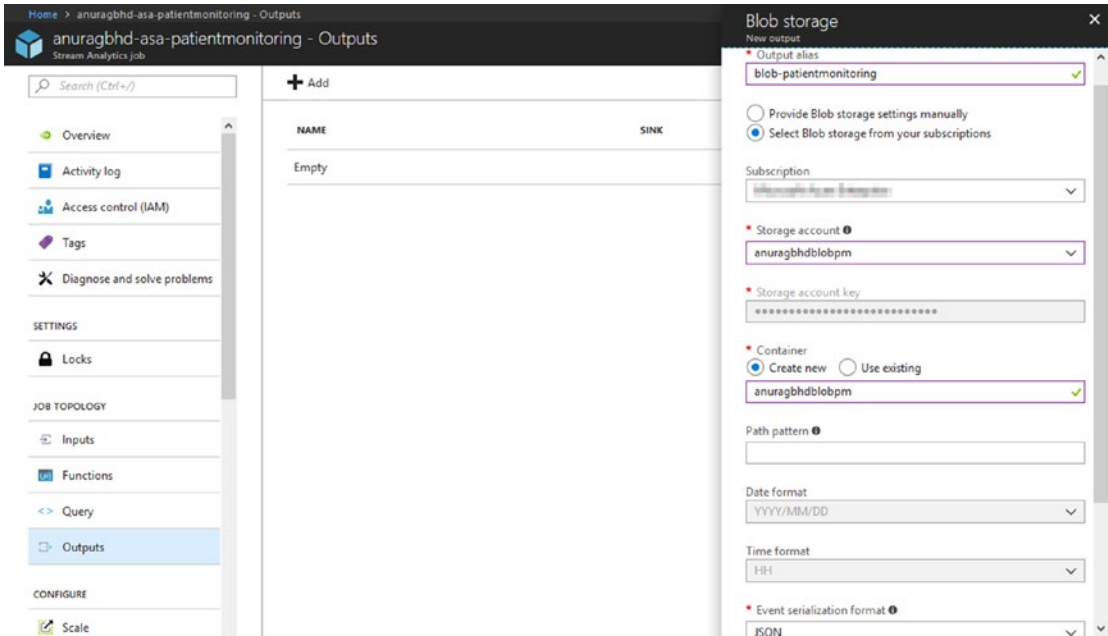 Home > anuragbhd-asa-patientmonitoring - Outputs
anuragbhd-asa-patientmonitoring - Outputs
Stream Analytics job
Search (Ctrl+/)
Overview
Activity log
Access control (IAM)
Tags
Diagnose and solve problems
SETTINGS
Locks
JOB TOPOLOGY
Inputs
Functions
Query
Outputs
CONFIGURE
Scale
Add
NAME SINK
Empty
Blob storage
New output
* Output alias
blob-patientmonitoring
Provide Blob storage settings manually
Select Blob storage from your subscriptions
Subscription
* Storage account
anuragbhdblobpm
* Storage account key
* Container
Create new Use existing
anuragbhdblobpm
Path pattern
Date format
YYYY/MM/DD
Time format
HH
* Event serialization format
JSON